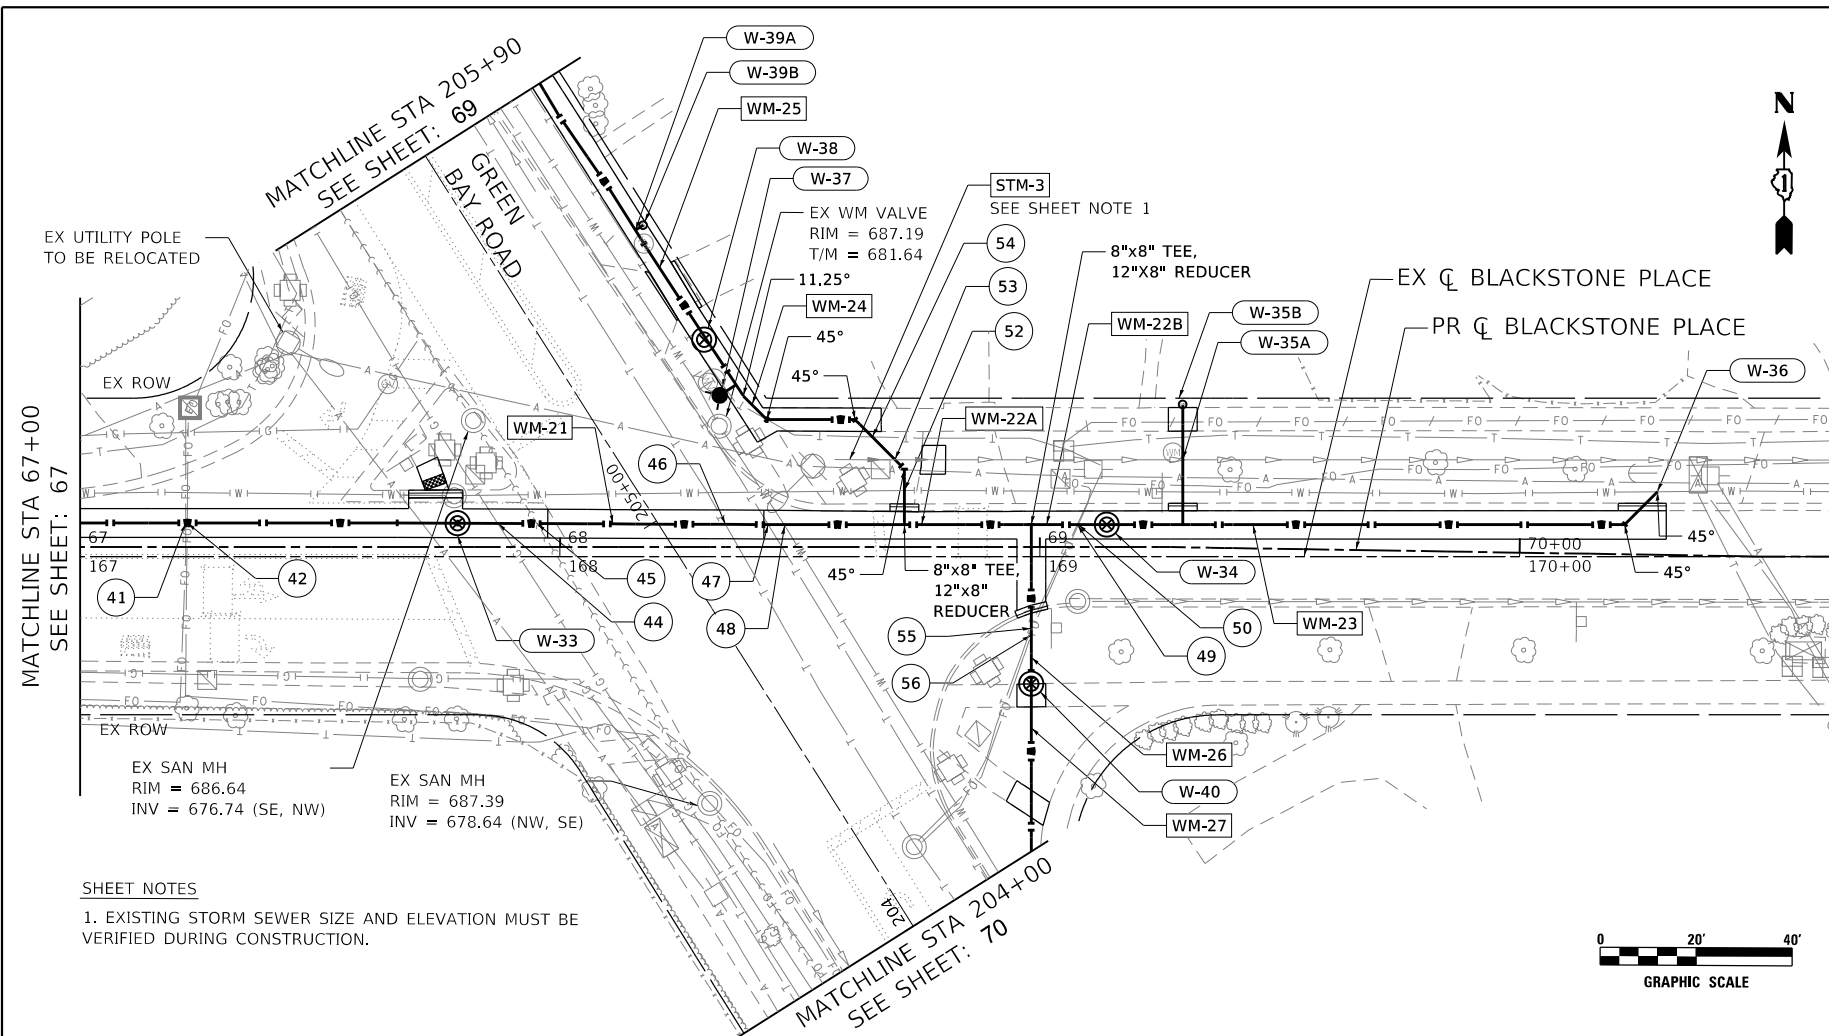 W-39A
W-39B
WM-25
W-38
W-37
MATCHLINE STA 205+90
SEE SHEET: 69
GREEN
BAY ROAD
STM-3
SEE SHEET NOTE 1
EX WM VALVE
RIM = 687.19
T/M = 681.64
N
1
EX UTILITY POLE
TO BE RELOCATED
54
53
52
8"x8" TEE,
12"X8" REDUCER
EX ℄ BLACKSTONE PLACE
PR ℄ BLACKSTONE PLACE
11.25°
WM-24
45°
45°
WM-22B
W-35B
W-35A
W-36
EX ROW
WM-21
46
WM-22A
1205+00
MATCHLINE STA 67+00
SEE SHEET: 67
67
167
68
168
69
169
70+00
170+00
45°
45°
41
42
45
44
47
48
45°
8"x8" TEE,
12"x8"
REDUCER
W-34
W-33
55
56
50
49
WM-23
WM-26
W-40
WM-27
EX ROW
EX SAN MH
RIM = 686.64
INV = 676.74 (SE, NW)
EX SAN MH
RIM = 687.39
INV = 678.64 (NW, SE)
204
MATCHLINE STA 204+00
SEE SHEET: 70
SHEET NOTES
1. EXISTING STORM SEWER SIZE AND ELEVATION MUST BE
VERIFIED DURING CONSTRUCTION.
0 20' 40'
GRAPHIC SCALE